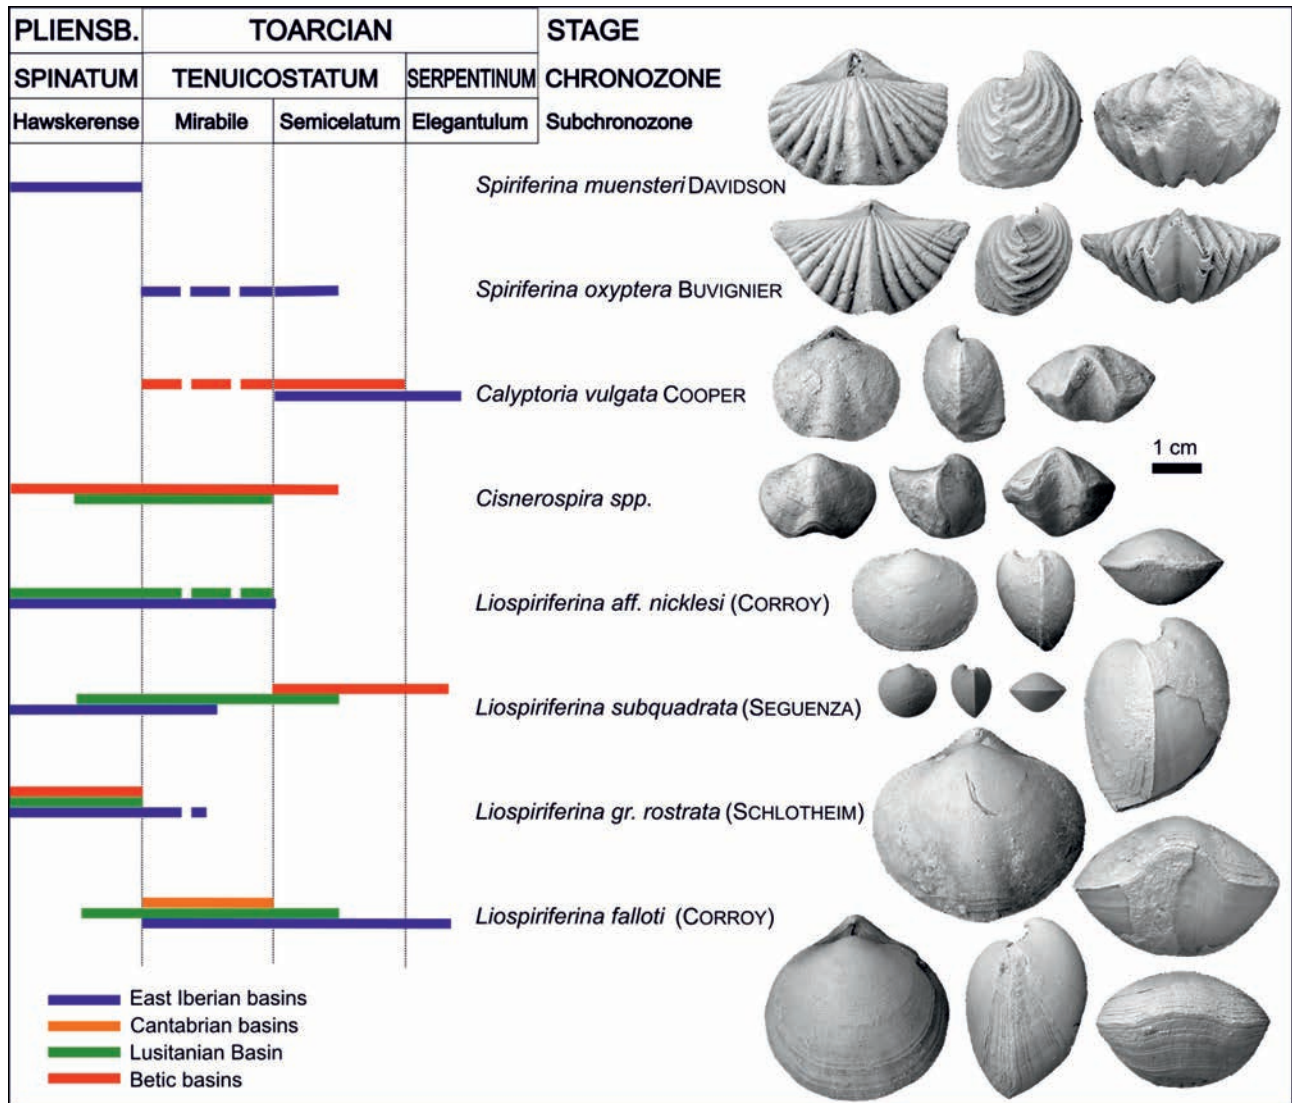 PLIENSB. TOARCIAN STAGE
SPINATUM TENUICOSTATUM SERPENTINUM CHRONOZONE
Hawskerense Mirabile Semicelatum Elegantulum Subchronozone
Spiriferina muensteri DAVIDSON
Spiriferina oxyptera BUVIGNIER
Calyptoria vulgata COOPER
1 cm
Cisnerospira spp.
Liospiriferina aff. nicklesi (CORROY)
Liospiriferina subquadrata (SEGUENZA)
Liospiriferina gr. rostrata (SCHLOTHEIM)
Liospiriferina falloti (CORROY)
East Iberian basins
Cantabrian basins
Lusitanian Basin
Betic basins